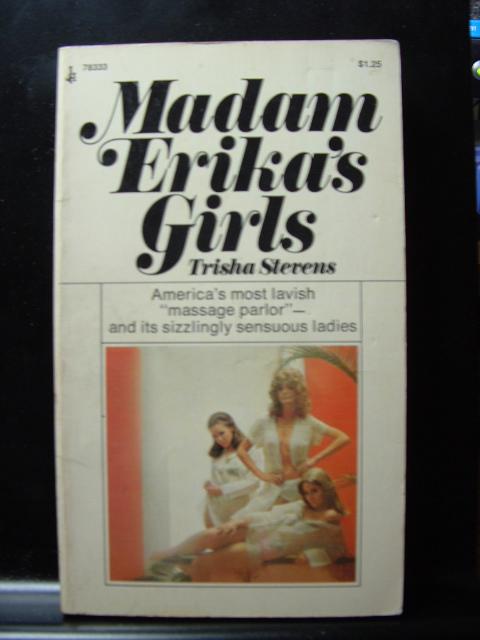 78333
$1.25
Madam
Erika's
Girls
Trisha Stevens
America's most lavish
"massage parlor"—
and its sizzlingly sensuous ladies